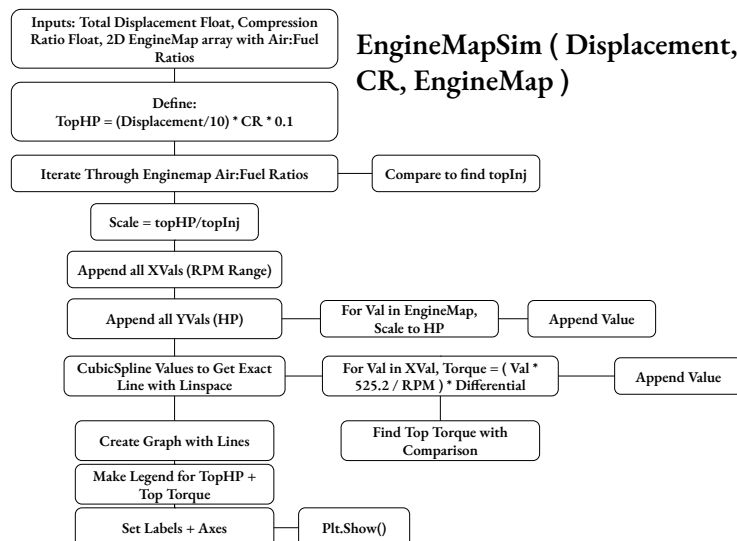 Inputs: Total Displacement Float, Compression
Ratio Float, 2D EngineMap array with Air:Fuel
Ratios
EngineMapSim ( Displacement,
CR, EngineMap )
Define:
TopHP = (Displacement/10) * CR * 0.1
Iterate Through Enginemap Air:Fuel Ratios
Compare to find topInj
Scale = topHP/topInj
Append all XVals (RPM Range)
Append all YVals (HP)
For Val in EngineMap,
Scale to HP
Append Value
CubicSpline Values to Get Exact
Line with Linspace
For Val in XVal, Torque = ( Val *
525.2 / RPM ) * Differential
Append Value
Create Graph with Lines
Find Top Torque with
Comparison
Make Legend for TopHP +
Top Torque
Set Labels + Axes
Plt.Show()